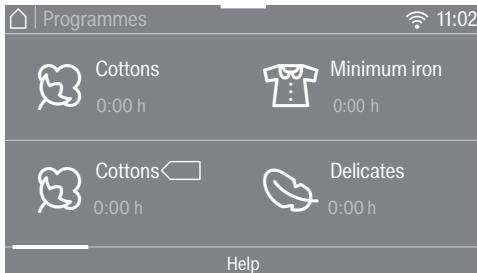 Programmes 11:02
Cottons Minimum iron
0:00 h 0:00 h
Cottons Delicates
0:00 h 0:00 h
Help